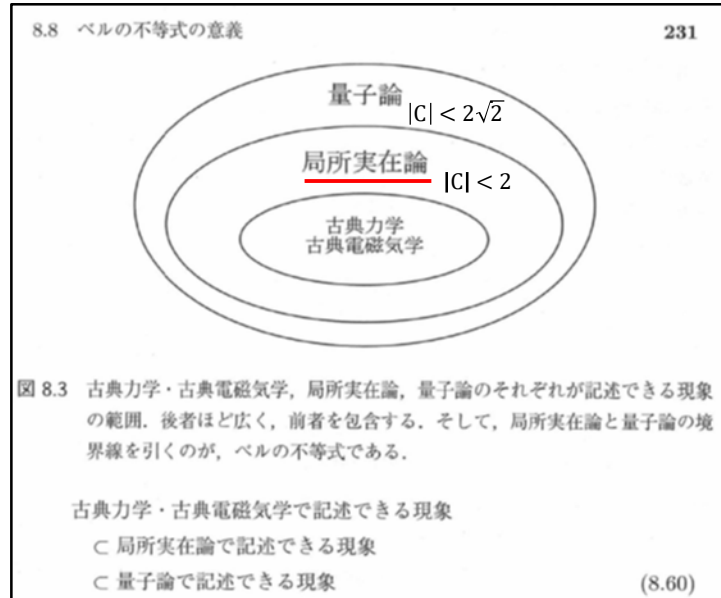 8.8 ベルの不等式の意義 231
量子論
|C| < 2√2
局所実在論
|C| < 2
古典力学
古典電磁気学
図 8.3 古典力学・古典電磁気学,局所実在論,量子論のそれぞれが記述できる現象
の範囲.後者ほど広く,前者を包含する.そして,局所実在論と量子論の境
界線を引くのが,ベルの不等式である.
古典力学・古典電磁気学で記述できる現象
⊂ 局所実在論で記述できる現象
⊂ 量子論で記述できる現象 (8.60)